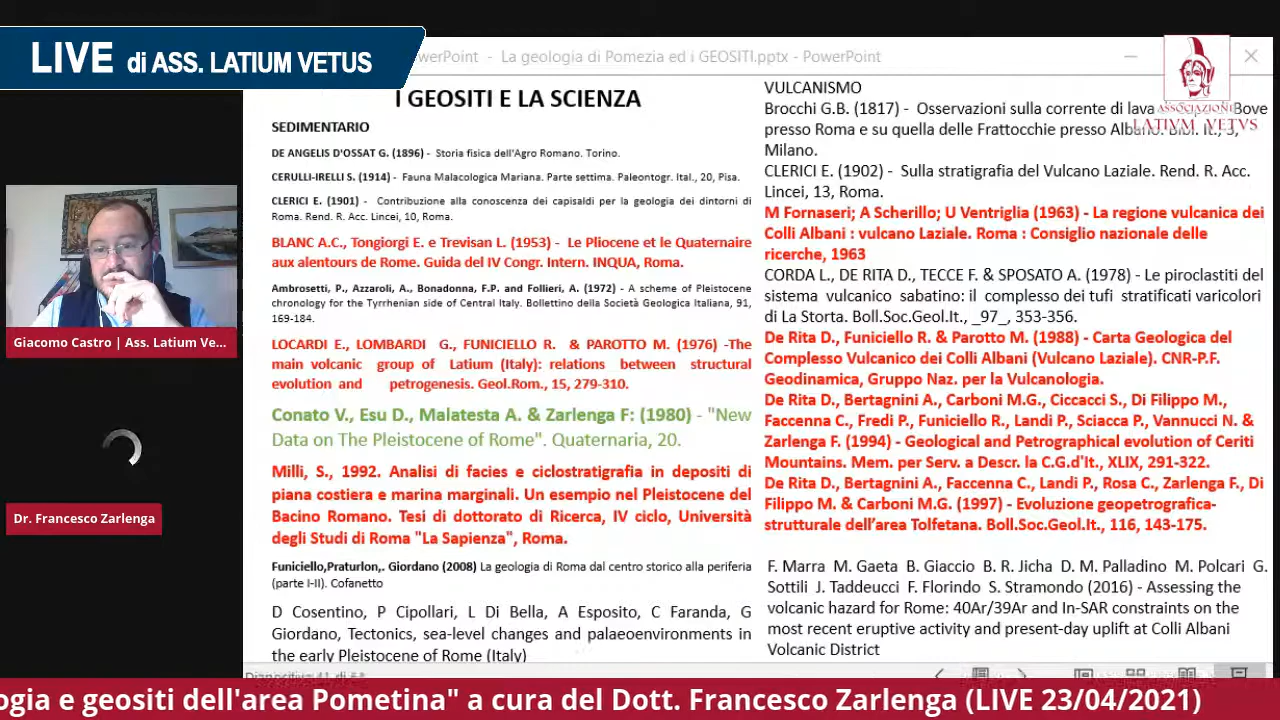 LIVE di ASS. LATIUM VETUS
PowerPoint - La geologia di Pomezia ed i GEOSITI.pptx - PowerPoint
ASSOCIAZIONE
LATIVM VETVS
I GEOSITI E LA SCIENZA
SEDIMENTARIO
DE ANGELIS D'OSSAT G. (1896) - Storia fisica dell'Agro Romano. Torino.
CERULLI-IRELLI S. (1914) - Fauna Malacologica Mariana. Parte settima. Paleontogr. Ital., 20, Pisa.
CLERICI E. (1901) - Contribuzione alla conoscenza dei capisaldi per la geologia dei dintorni di
Roma. Rend. R. Acc. Lincei, 10, Roma.
BLANC A.C., Tongiorgi E. e Trevisan L. (1953) - Le Pliocene et le Quaternaire
aux alentours de Rome. Guida del IV Congr. Intern. INQUA, Roma.
Ambrosetti, P., Azzaroli, A., Bonadonna, F.P. and Follieri, A. (1972) - A scheme of Pleistocene
chronology for the Tyrrhenian side of Central Italy. Bollettino della Società Geologica Italiana, 91,
169-184.
LOCARDI E., LOMBARDI G., FUNICIELLO R. & PAROTTO M. (1976) -The
main volcanic group of Latium (Italy): relations between structural
evolution and petrogenesis. Geol.Rom., 15, 279-310.
Conato V., Esu D., Malatesta A. & Zarlenga F: (1980) - "New
Data on The Pleistocene of Rome". Quaternaria, 20.
Milli, S., 1992. Analisi di facies e ciclostratigrafia in depositi di
piana costiera e marina marginali. Un esempio nel Pleistocene del
Bacino Romano. Tesi di dottorato di Ricerca, IV ciclo, Università
degli Studi di Roma "La Sapienza", Roma.
Funiciello,Praturlon,. Giordano (2008) La geologia di Roma dal centro storico alla periferia
(parte I-II). Cofanetto
D Cosentino, P Cipollari, L Di Bella, A Esposito, C Faranda, G
Giordano, Tectonics, sea-level changes and palaeoenvironments in
the early Pleistocene of Rome (Italy)
VULCANISMO
Brocchi G.B. (1817) - Osservazioni sulla corrente di lava Bove
presso Roma e su quella delle Frattocchie presso Albano. Bibl. It., 3,
Milano.
CLERICI E. (1902) - Sulla stratigrafia del Vulcano Laziale. Rend. R. Acc.
Lincei, 13, Roma.
M Fornaseri; A Scherillo; U Ventriglia (1963) - La regione vulcanica dei
Colli Albani : vulcano Laziale. Roma : Consiglio nazionale delle
ricerche, 1963
CORDA L., DE RITA D., TECCE F. & SPOSATO A. (1978) - Le piroclastiti del
sistema vulcanico sabatino: il complesso dei tufi stratificati varicolori
di La Storta. Boll.Soc.Geol.It., _97_, 353-356.
De Rita D., Funiciello R. & Parotto M. (1988) - Carta Geologica del
Complesso Vulcanico dei Colli Albani (Vulcano Laziale). CNR-P.F.
Geodinamica, Gruppo Naz. per la Vulcanologia.
De Rita D., Bertagnini A., Carboni M.G., Ciccacci S., Di Filippo M.,
Faccenna C., Fredi P., Funiciello R., Landi P., Sciacca P., Vannucci N. &
Zarlenga F. (1994) - Geological and Petrographical evolution of Ceriti
Mountains. Mem. per Serv. a Descr. la C.G.d'It., XLIX, 291-322.
De Rita D., Bertagnini A., Faccenna C., Landi P., Rosa C., Zarlenga F., Di
Filippo M. & Carboni M.G. (1997) - Evoluzione geopetrografica-
strutturale dell'area Tolfetana. Boll.Soc.Geol.It., 116, 143-175.
F. Marra M. Gaeta B. Giaccio B. R. Jicha D. M. Palladino M. Polcari G.
Sottili J. Taddeucci F. Florindo S. Stramondo (2016) - Assessing the
volcanic hazard for Rome: 40Ar/39Ar and In-SAR constraints on the
most recent eruptive activity and present-day uplift at Colli Albani
Volcanic District
Giacomo Castro | Ass. Latium Ve...
Dr. Francesco Zarlenga
ogia e geositi dell'area Pometina" a cura del Dott. Francesco Zarlenga (LIVE 23/04/2021)